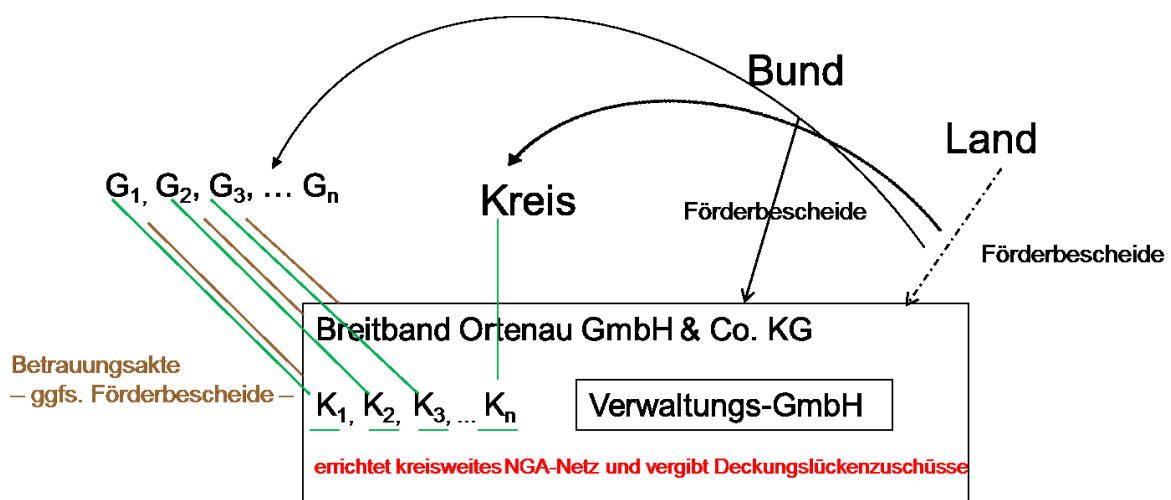 Bund
Land
G1, G2, G3, ... Gn
Kreis
Förderbescheide
Förderbescheide
Breitband Ortenau GmbH & Co. KG
Betrauungsakte
– ggfs. Förderbescheide –
K1, K2, K3, ... Kn
Verwaltungs-GmbH
errichtet kreisweites NGA-Netz und vergibt Deckungslückenzuschüsse